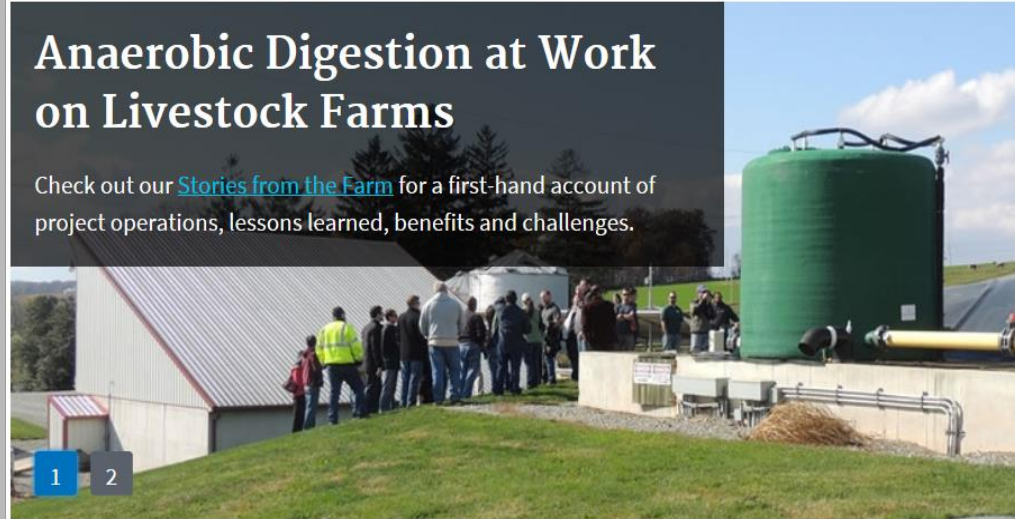 Anaerobic Digestion at Work
on Livestock Farms
Check out our Stories from the Farm for a first-hand account of
project operations, lessons learned, benefits and challenges.
1 2